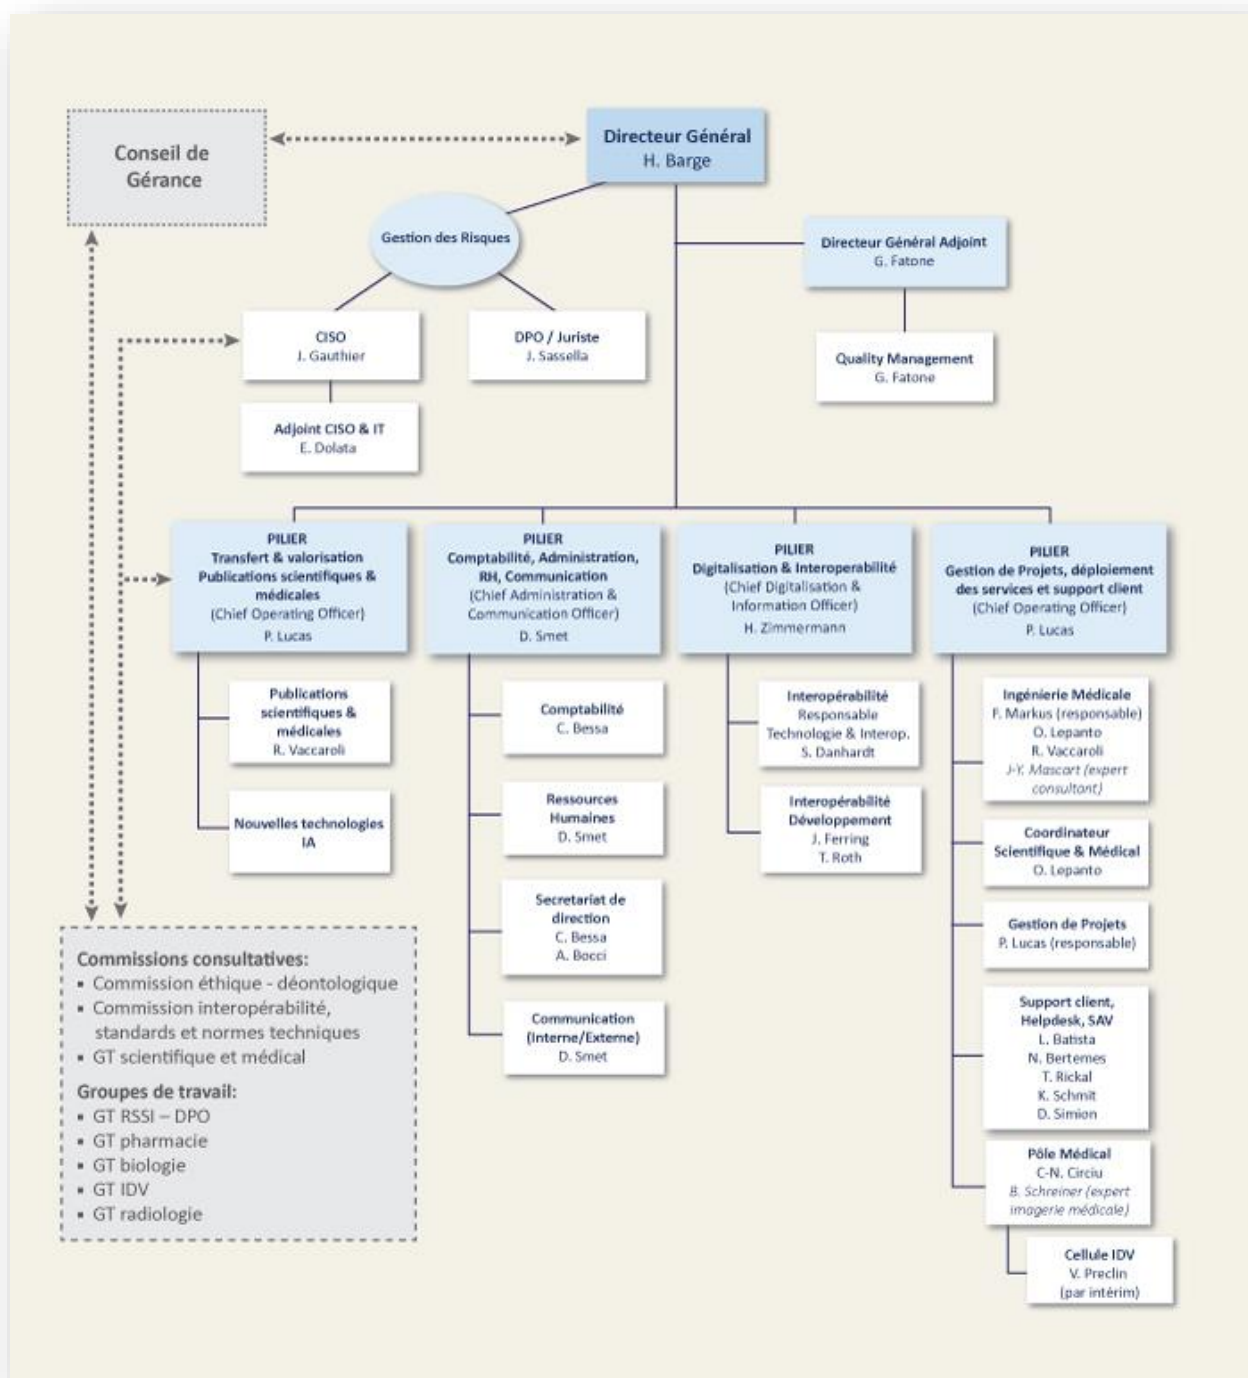 Conseil de
Gérance
Directeur Général
H. Barge
Gestion des Risques
Directeur Général Adjoint
G. Fatone
CISO
J. Gauthier
DPO / Juriste
J. Sassella
Quality Management
G. Fatone
Adjoint CISO & IT
E. Dolata
PILIER
Transfert & valorisation
Publications scientifiques &
médicales
(Chief Operating Officer)
P. Lucas
PILIER
Comptabilité, Administration,
RH, Communication
(Chief Administration &
Communication Officer)
D. Smet
PILIER
Digitalisation & Interoperabilité
(Chief Digitalisation &
Information Officer)
H. Zimmermann
PILIER
Gestion de Projets, déploiement
des services et support client
(Chief Operating Officer)
P. Lucas
Publications
scientifiques &
médicales
R. Vaccaroli
Nouvelles technologies
IA
Comptabilité
C. Bessa
Ressources
Humaines
D. Smet
Secretariat de
direction
C. Bessa
A. Bocci
Communication
(Interne/Externe)
D. Smet
Interopérabilité
Responsable
Technologie & Interop.
S. Danhardt
Interopérabilité
Développement
J. Ferring
T. Roth
Ingénierie Médicale
F. Markus (responsable)
O. Lepanto
R. Vaccaroli
J-Y. Mascart (expert
consultant)
Coordinateur
Scientifique & Médical
O. Lepanto
Gestion de Projets
P. Lucas (responsable)
Support client,
Helpdesk, SAV
L. Batista
N. Bertemes
T. Rickal
K. Schmit
D. Simion
Pôle Médical
C-N. Circiu
B. Schreiner (expert
imagerie médicale)
Cellule IDV
V. Preclin
(par intérim)
Commissions consultatives:
▪ Commission éthique - déontologique
▪ Commission interopérabilité,
standards et normes techniques
▪ GT scientifique et médical
Groupes de travail:
▪ GT RSSI – DPO
▪ GT pharmacie
▪ GT biologie
▪ GT IDV
▪ GT radiologie